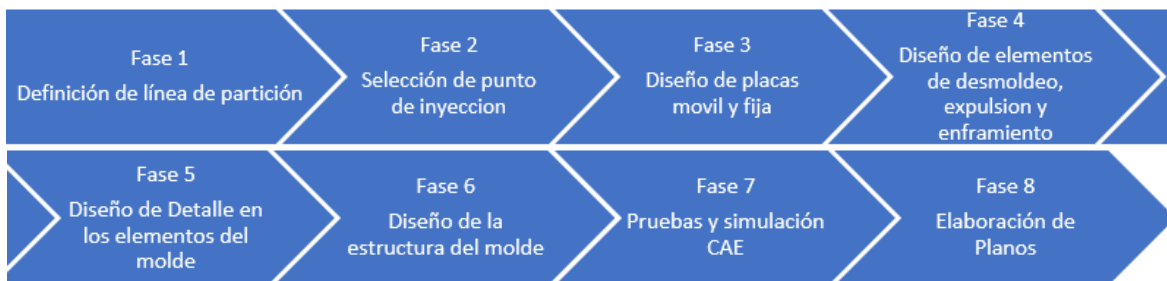 Fase 1
Definición de línea de partición
Fase 2
Selección de punto
de inyeccion
Fase 3
Diseño de placas
movil y fija
Fase 4
Diseño de elementos
de desmoldeo,
expulsion y
enframiento
Fase 5
Diseño de Detalle en
los elementos del
molde
Fase 6
Diseño de la
estructura del molde
Fase 7
Pruebas y simulación
CAE
Fase 8
Elaboración de
Planos